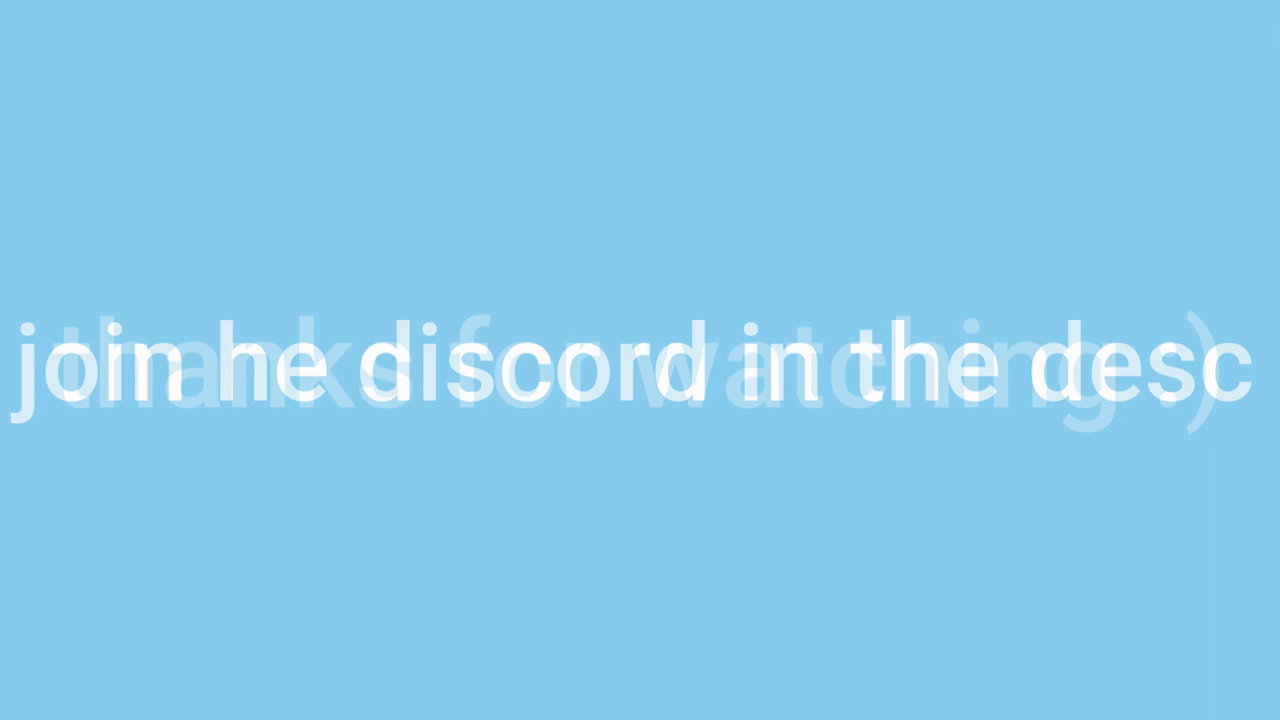 join he discord in the desc
thanks for watching :)